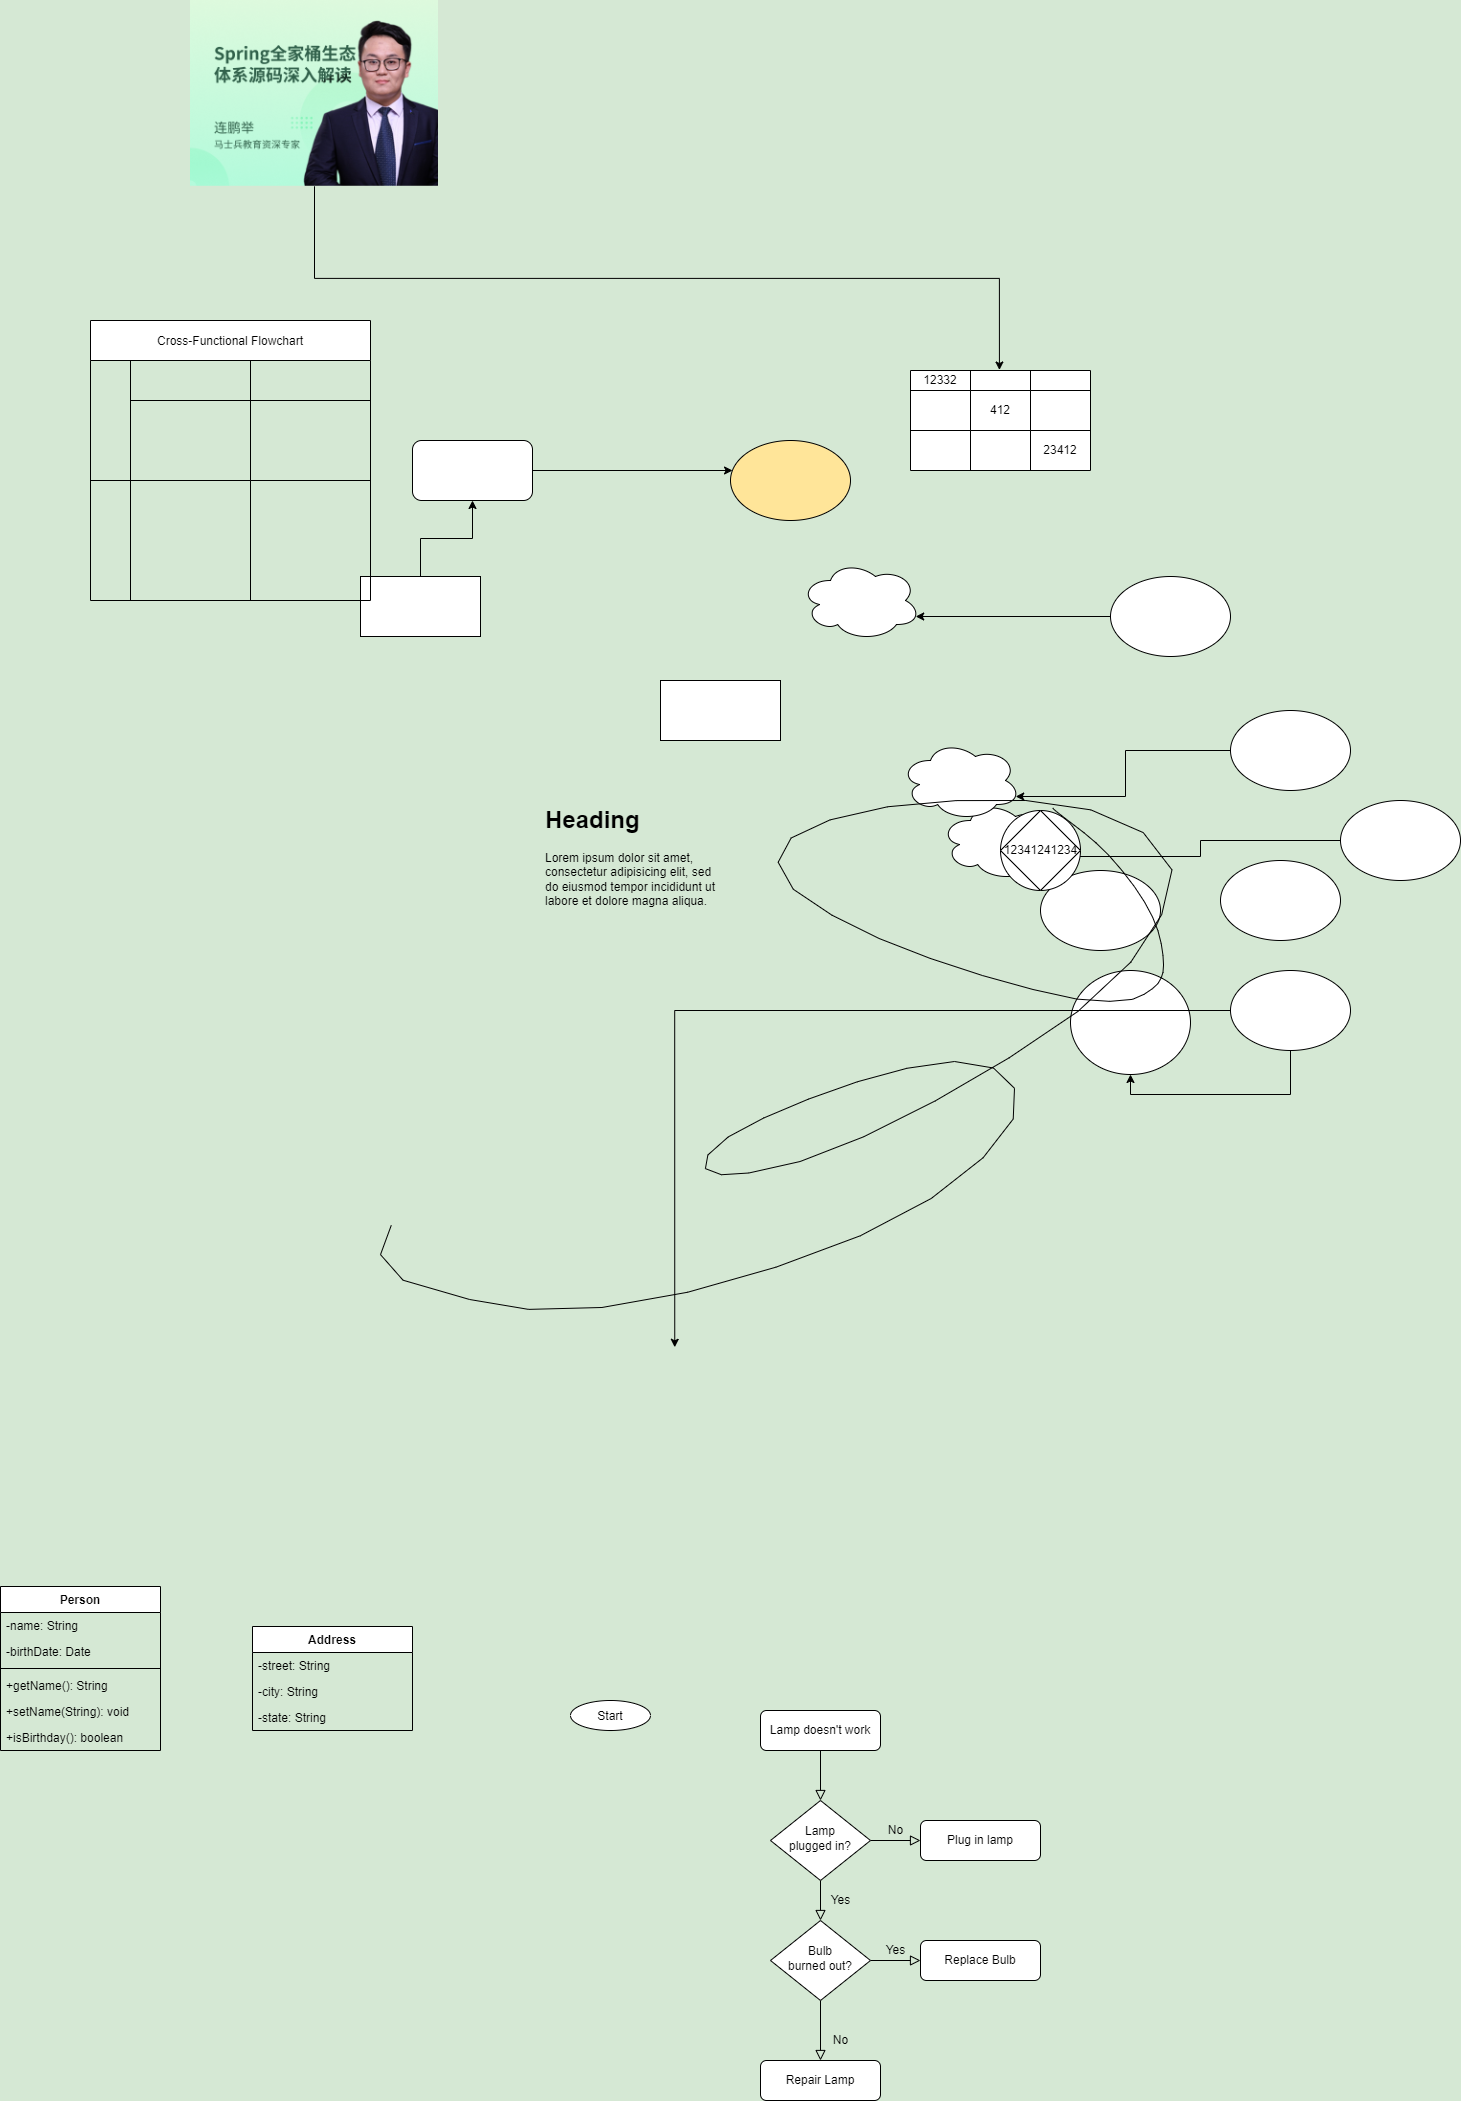 Spring全家桶生态
体系源码深入解读
连鹏举
马士兵教育资深专家
Cross-Functional Flowchart
12332
412
23412
Heading
Lorem ipsum dolor sit amet,
consectetur adipisicing elit, sed
do eiusmod tempor incididunt ut
labore et dolore magna aliqua.
12341241234
Person
-name: String
-birthDate: Date
+getName(): String
+setName(String): void
+isBirthday(): boolean
Address
-street: String
-city: String
-state: String
Start
Lamp doesn't work
Lamp
plugged in?
No
Plug in lamp
Yes
Bulb
burned out?
Yes
Replace Bulb
No
Repair Lamp